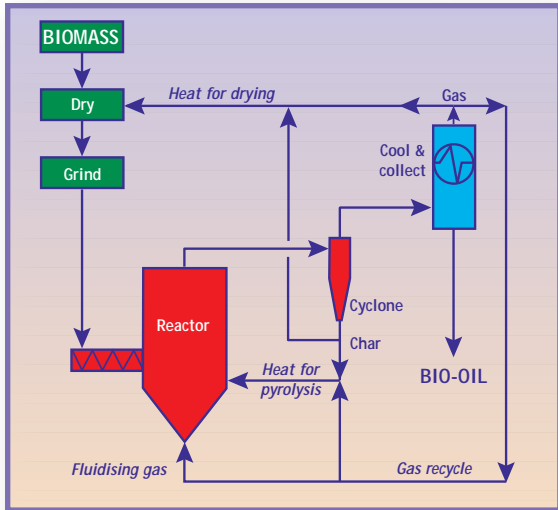 BIOMASS
Heat for drying
Gas
Dry
Cool &
collect
Grind
Reactor
Cyclone
Char
Heat for
pyrolysis
BIO-OIL
Fluidising gas
Gas recycle